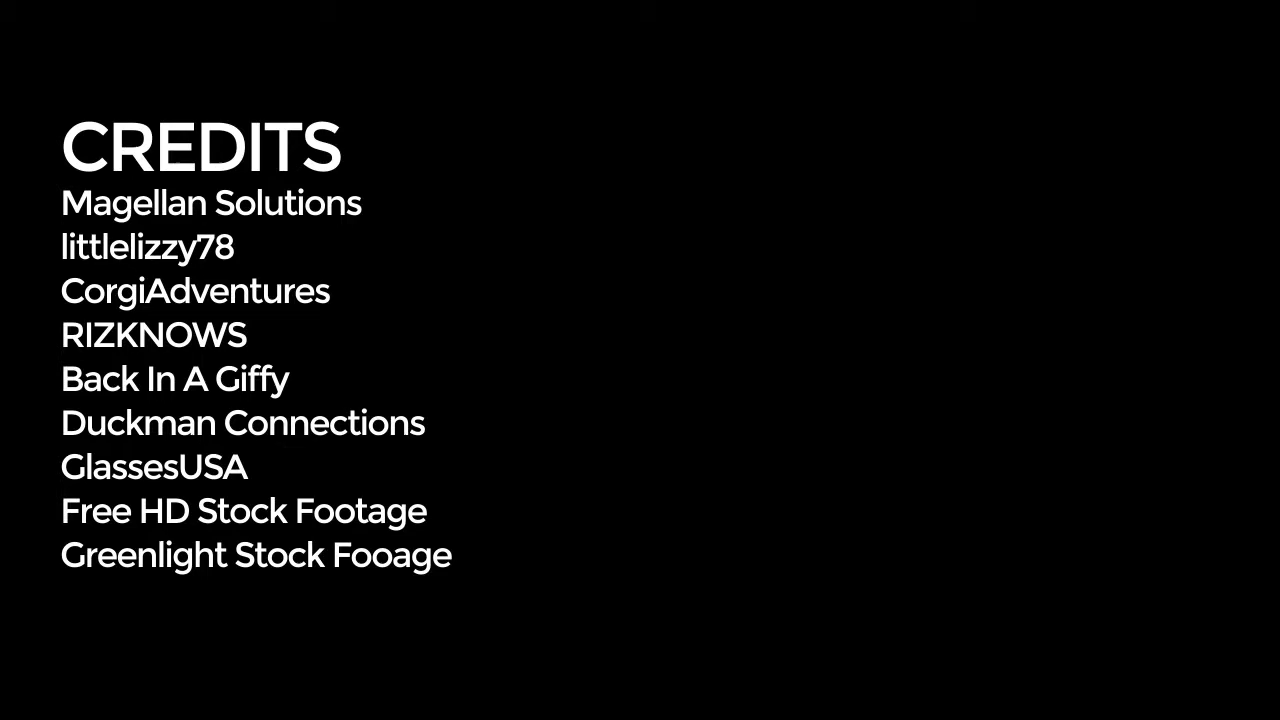 CREDITS
Magellan Solutions
littlelizzy78
CorgiAdventures
RIZKNOWS
Back In A Giffy
Duckman Connections
GlassesUSA
Free HD Stock Footage
Greenlight Stock Fooage